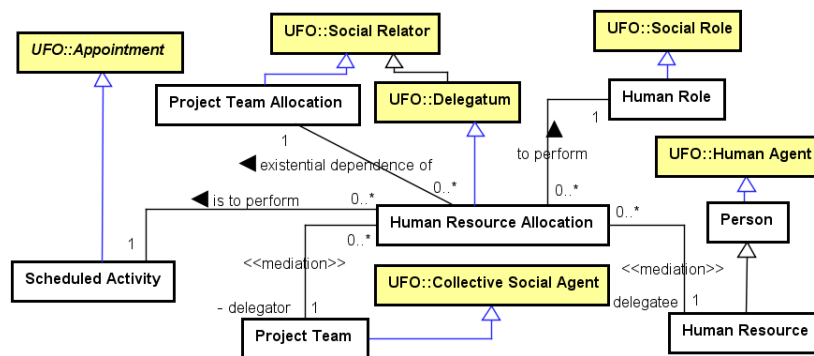 UFO::Social Relator
UFO::Social Role
UFO::Appointment
Project Team Allocation
UFO::Delegatum
Human Role
1
1
to perform
existential dependence of
UFO::Human Agent
0..*
0..*
is to perform
0..*
Human Resource Allocation
0..*
Person
1
0..*
<<mediation>>
<<mediation>>
Scheduled Activity
UFO::Collective Social Agent
- delegator
1
delegatee
1
Project Team
Human Resource